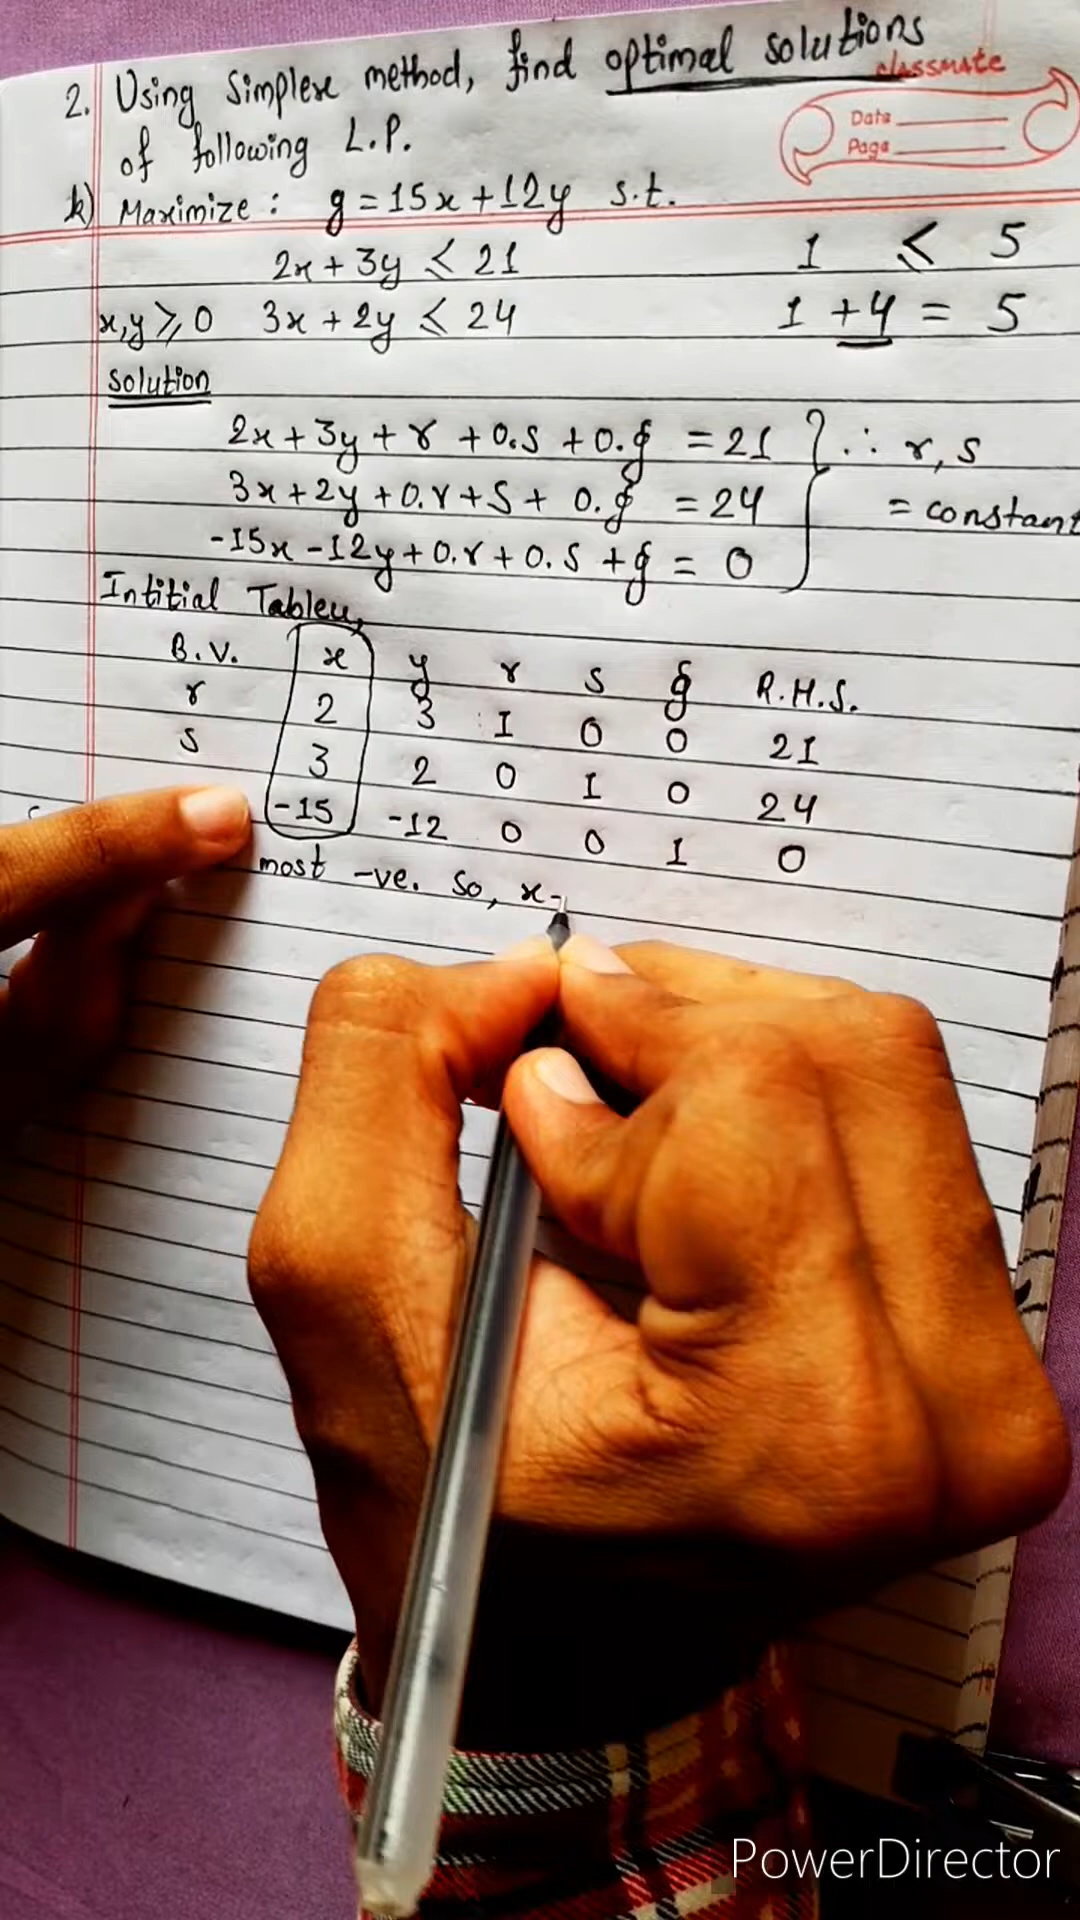 2. Using Simplex method, find optimal solutions
classmate
Date
Page
of following L.P.
k) Maximize : g = 15x + 12y s.t.
2x + 3y ≤ 21
1 ≤ 5
x,y ≥ 0 3x + 2y ≤ 24
1 + 4 = 5
Solution
2x + 3y + r + 0.s + 0.g = 21 } ∴ r, s
3x + 2y + 0.r + s + 0.g = 24 = constant
-15x - 12y + 0.r + 0.s + g = 0
Intitial Tableu,
B.V. x y r s g R.H.S.
r 2 3 1 0 0 21
s 3 2 0 1 0 24
-15 -12 0 0 1 0
most -ve. So, x-
PowerDirector